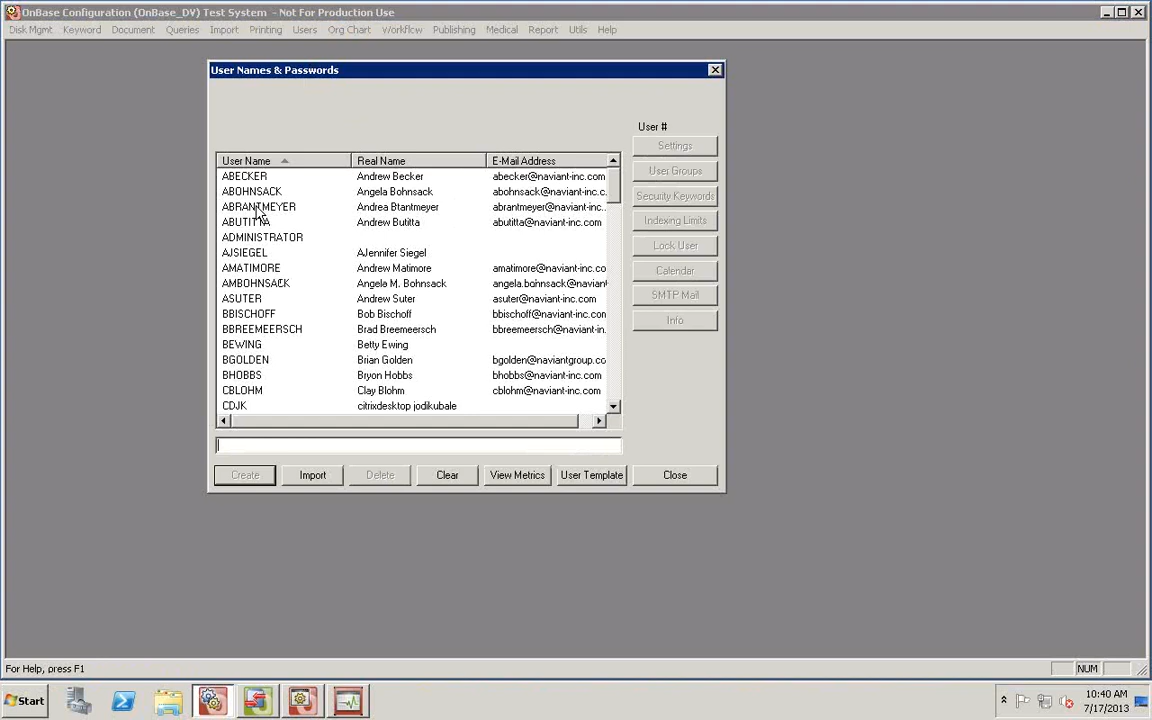 OnBase Configuration (OnBase_DV) Test System - Not For Production Use
Disk Mgmt Keyword Document Queries Import Printing Users Org Chart Workflow Publishing Medical Report Utils Help
User Names & Passwords
User #
User Name Real Name E-Mail Address
Settings
User Groups
Security Keywords
Indexing Limits
Lock User
Calendar
SMTP Mail
Info
ABECKER Andrew Becker abecker@naviant-inc.com
ABOHNSACK Angela Bohnsack abohnsack@naviant-inc.c.
ABRANTMEYER Andrea Btantmeyer abrantmeyer@naviant-inc..
ABUTITTA Andrew Butitta abutitta@naviant-inc.com
ADMINISTRATOR
AJSIEGEL AJennifer Siegel
AMATIMORE Andrew Matimore amatimore@naviant-inc.co
AMBOHNSACK Angela M. Bohnsack angela.bohnsack@naviant
ASUTER Andrew Suter asuter@naviant-inc.com
BBISCHOFF Bob Bischoff bbischoff@naviant-inc.com
BBREEMEERSCH Brad Breemeersch bbreemeersch@naviant-in.
BEWING Betty Ewing
BGOLDEN Brian Golden bgolden@naviantgroup.co
BHOBBS Bryon Hobbs bhobbs@naviant-inc.com
CBLOHM Clay Blohm cblohm@naviant-inc.com
CDJK citrixdesktop jodikubale
Create Import Delete Clear View Metrics User Template Close
For Help, press F1
NUM
Start
10:40 AM
7/17/2013